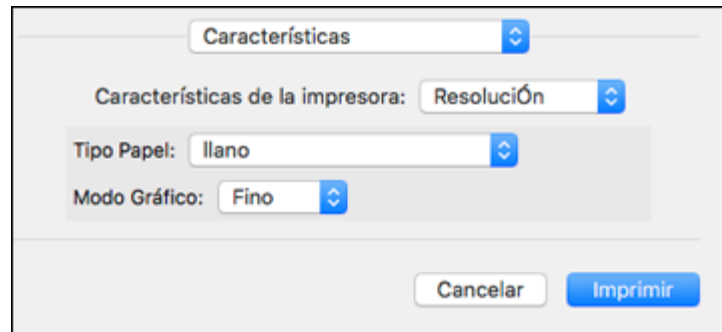 Características
Características de la impresora: ResoluciÓn
Tipo Papel: llano
Modo Gráfico: Fino
Cancelar Imprimir